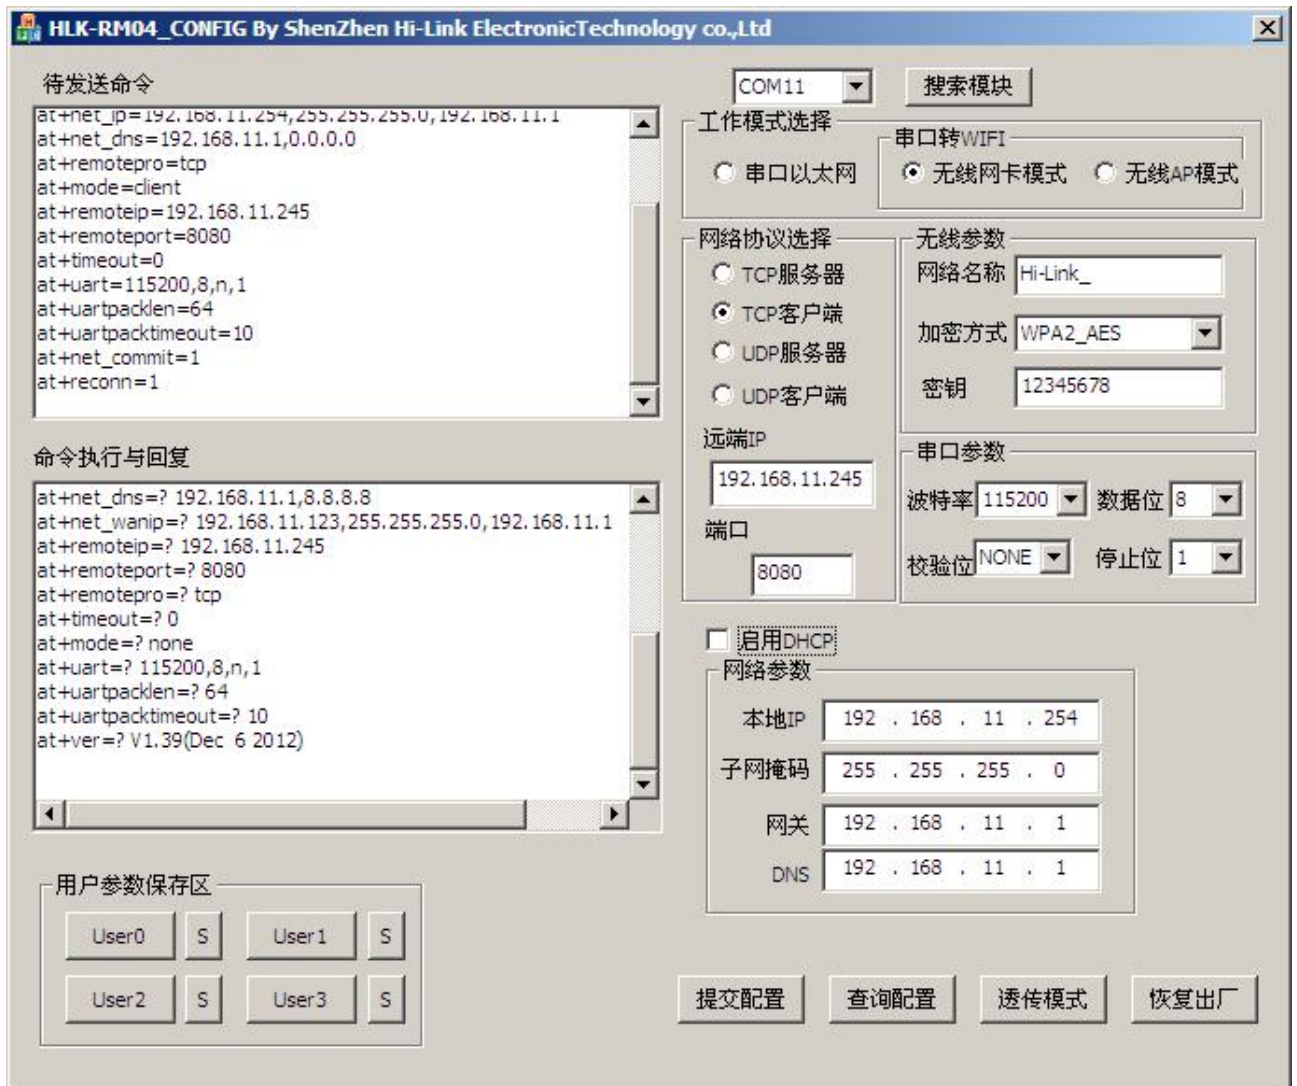 HLK-RM04_CONFIG By ShenZhen Hi-Link ElectronicTechnology co.,Ltd
待发送命令
at+net_ip=192.168.11.254,255.255.255.0,192.168.11.1
at+net_dns=192.168.11.1,0.0.0.0
at+remotepro=tcp
at+mode=client
at+remoteip=192.168.11.245
at+remoteport=8080
at+timeout=0
at+uart=115200,8,n,1
at+uartpacklen=64
at+uartpacktimeout=10
at+net_commit=1
at+reconn=1
命令执行与回复
at+net_dns=? 192.168.11.1,8.8.8.8
at+net_wanip=? 192.168.11.123,255.255.255.0,192.168.11.1
at+remoteip=? 192.168.11.245
at+remoteport=? 8080
at+remotepro=? tcp
at+timeout=? 0
at+mode=? none
at+uart=? 115200,8,n,1
at+uartpacklen=? 64
at+uartpacktimeout=? 10
at+ver=? V1.39(Dec  6 2012)
用户参数保存区
User0 S User1 S
User2 S User3 S
COM11 搜索模块
工作模式选择
串口转WIFI
串口以太网 无线网卡模式 无线AP模式
网络协议选择
TCP服务器
TCP客户端
UDP服务器
UDP客户端
远端IP
192.168.11.245
端口
8080
无线参数
网络名称 Hi-Link_
加密方式 WPA2_AES
密钥 12345678
串口参数
波特率 115200 数据位 8
校验位 NONE 停止位 1
启用DHCP
网络参数
本地IP 192 . 168 . 11 . 254
子网掩码 255 . 255 . 255 . 0
网关 192 . 168 . 11 . 1
DNS 192 . 168 . 11 . 1
提交配置 查询配置 透传模式 恢复出厂